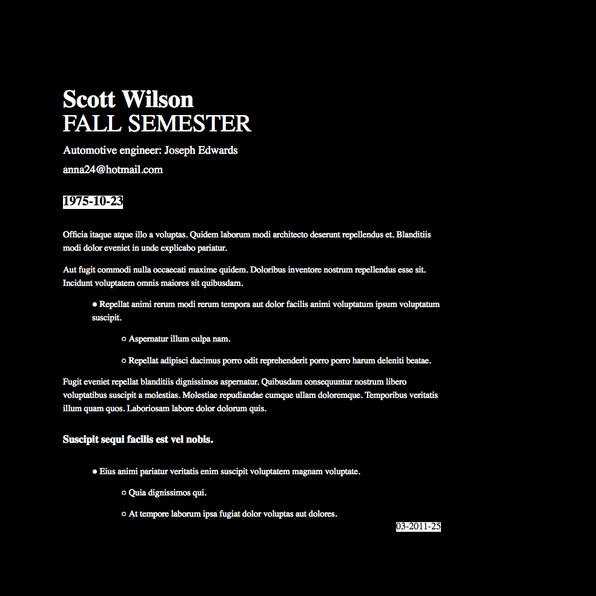 Scott Wilson
FALL SEMESTER
Automotive engineer: Joseph Edwards
anna24@hotmail.com
1975-10-23
Officia itaque atque illo a voluptas. Quidem laborum modi architecto deserunt repellendus et. Blanditiis
modi dolor eveniet in unde explicabo pariatur.
Aut fugit commodi nulla occaecati maxime quidem. Doloribus inventore nostrum repellendus esse sit.
Incidunt voluptatem omnis maiores sit quibusdam.
● Repellat animi rerum modi rerum tempora aut dolor facilis animi voluptatum ipsum voluptatum
suscipit.
○ Aspernatur illum culpa nam.
○ Repellat adipisci ducimus porro odit reprehenderit porro porro harum deleniti beatae.
Fugit eveniet repellat blanditiis dignissimos aspernatur. Quibusdam consequuntur nostrum libero
voluptatibus suscipit a molestias. Molestiae repudiandae cumque ullam doloremque. Temporibus veritatis
illum quam quos. Laboriosam labore dolor dolorum quis.
Suscipit sequi facilis est vel nobis.
● Eius animi pariatur veritatis enim suscipit voluptatem magnam voluptate.
○ Quia dignissimos qui.
○ At tempore laborum ipsa fugiat dolor voluptas aut dolores.
03-2011-25